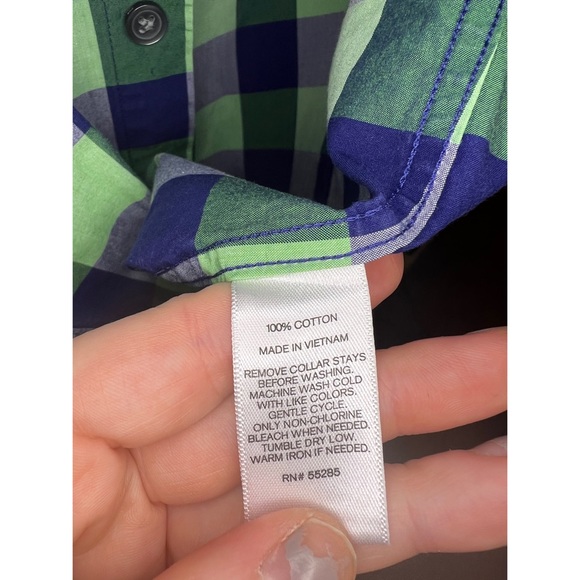 100% COTTON
MADE IN VIETNAM
REMOVE COLLAR STAYS
BEFORE WASHING.
MACHINE WASH COLD
WITH LIKE COLORS.
GENTLE CYCLE.
ONLY NON-CHLORINE
BLEACH WHEN NEEDED.
TUMBLE DRY LOW.
WARM IRON IF NEEDED.
RN# 55285